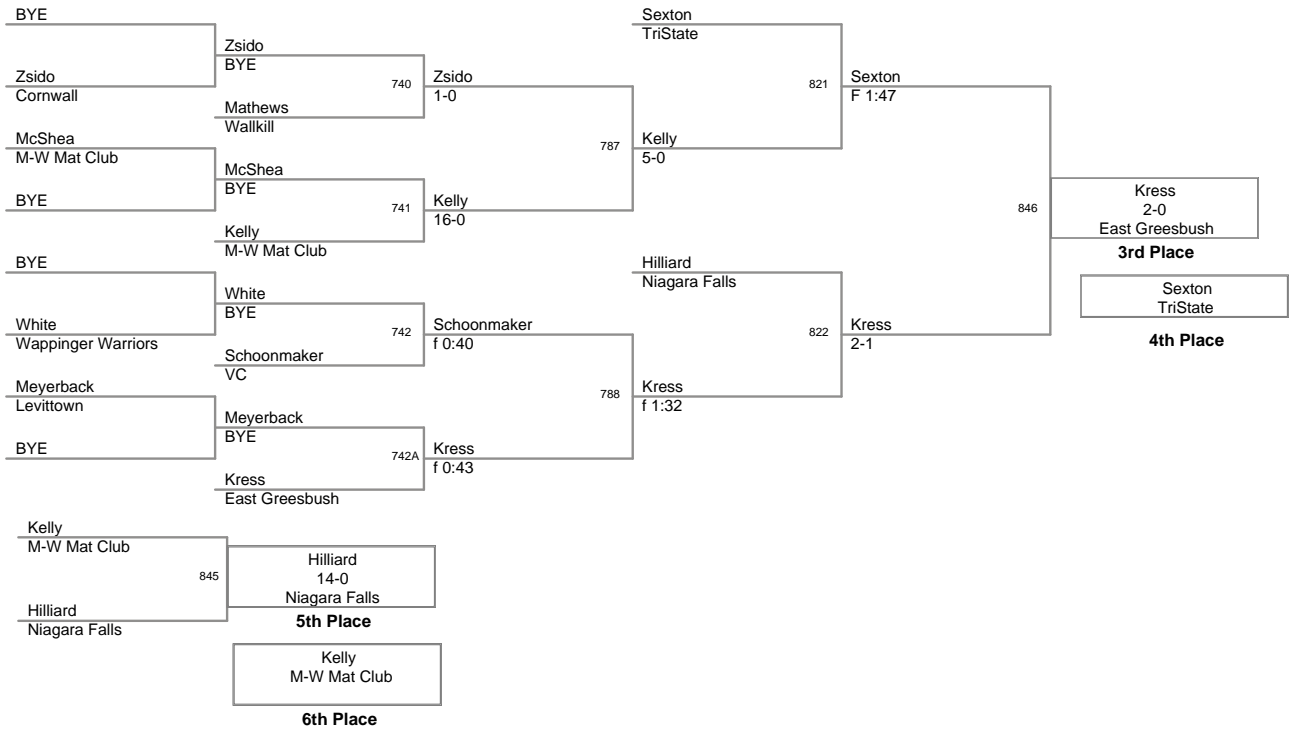 BYE
Zsido
Cornwall
McShea
M-W Mat Club
BYE
BYE
White
Wappinger Warriors
Meyerback
Levittown
BYE
Zsido
BYE
740
Mathews
Wallkill
McShea
BYE
741
Kelly
M-W Mat Club
White
BYE
742
Schoonmaker
VC
Meyerback
BYE
742A
Kress
East Greesbush
Zsido
1-0
787
Kelly
16-0
Schoonmaker
f 0:40
788
Kress
f 0:43
Sexton
TriState
821
Kelly
5-0
Hilliard
Niagara Falls
822
Kress
f 1:32
Sexton
F 1:47
846
Kress
2-1
Kress
2-0
East Greesbush
3rd Place
Sexton
TriState
4th Place
Kelly
M-W Mat Club
845
Hilliard
Niagara Falls
Hilliard
14-0
Niagara Falls
5th Place
Kelly
M-W Mat Club
6th Place